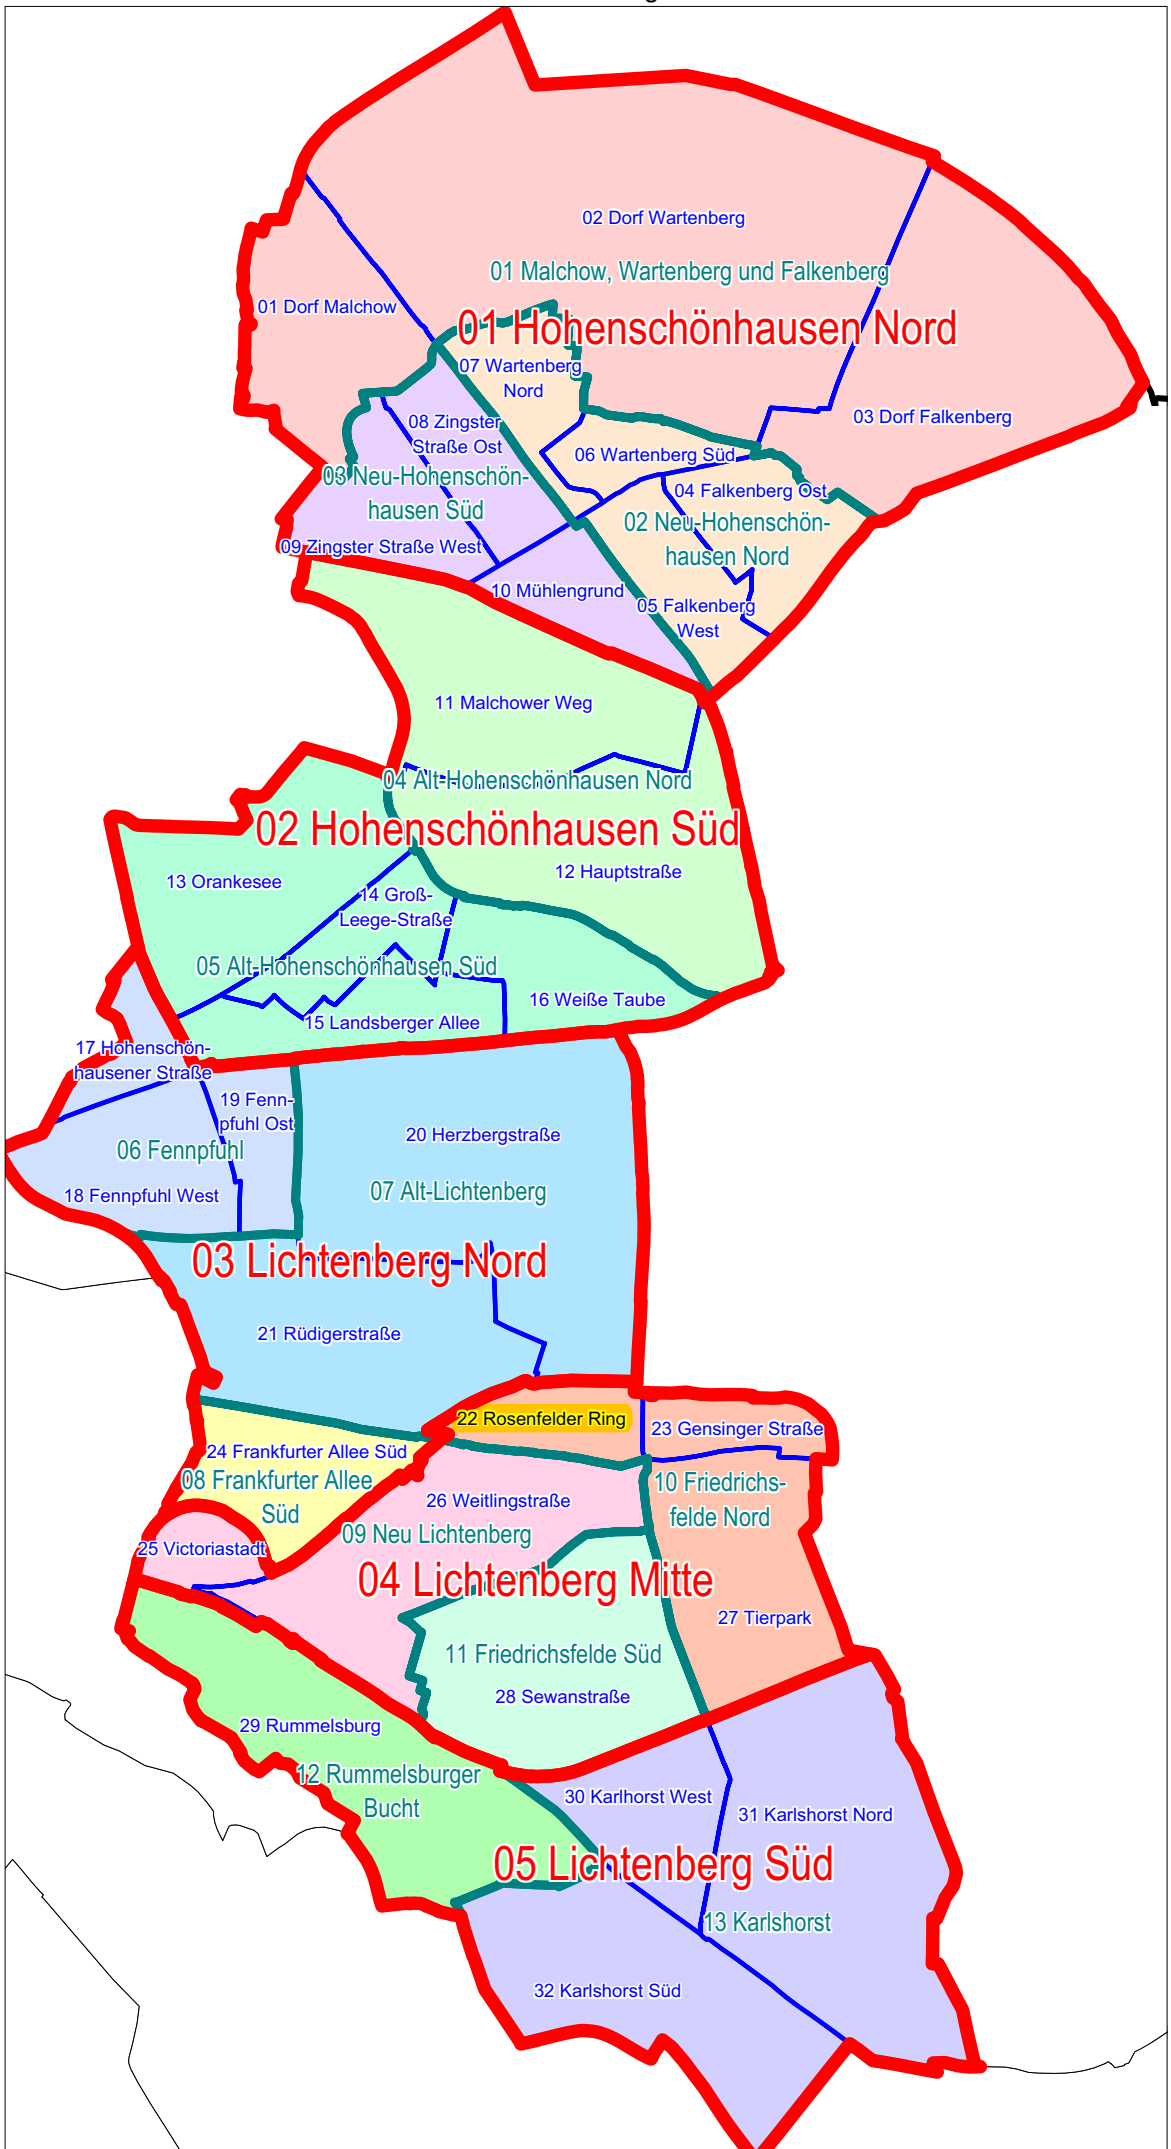 02 Dorf Wartenberg
01 Malchow, Wartenberg und Falkenberg
01 Dorf Malchow
01 Hohenschönhausen Nord
07 Wartenberg
Nord
03 Dorf Falkenberg
08 Zingster
Straße Ost
06 Wartenberg Süd
03 Neu-Hohenschön-
hausen Süd
04 Falkenberg Ost
02 Neu-Hohenschön-
hausen Nord
09 Zingster Straße West
10 Mühlengrund
05 Falkenberg
West
11 Malchower Weg
04 Alt-Hohenschönhausen Nord
02 Hohenschönhausen Süd
12 Hauptstraße
13 Orankesee
14 Groß-
Leege-Straße
05 Alt-Hohenschönhausen Süd
16 Weiße Taube
15 Landsberger Allee
17 Hohenschön-
hausener Straße
19 Fenn-
pfuhl Ost
20 Herzbergstraße
06 Fennpfuhl
18 Fennpfuhl West
07 Alt-Lichtenberg
03 Lichtenberg Nord
21 Rüdigerstraße
22 Rosenfelder Ring
23 Gensinger Straße
24 Frankfurter Allee Süd
08 Frankfurter Allee
Süd
10 Friedrichs-
felde Nord
26 Weitlingstraße
09 Neu Lichtenberg
25 Victoriastadt
04 Lichtenberg Mitte
27 Tierpark
11 Friedrichsfelde Süd
28 Sewanstraße
29 Rummelsburg
12 Rummelsburger
Bucht
30 Karlhorst West
31 Karlshorst Nord
05 Lichtenberg Süd
13 Karlshorst
32 Karlshorst Süd